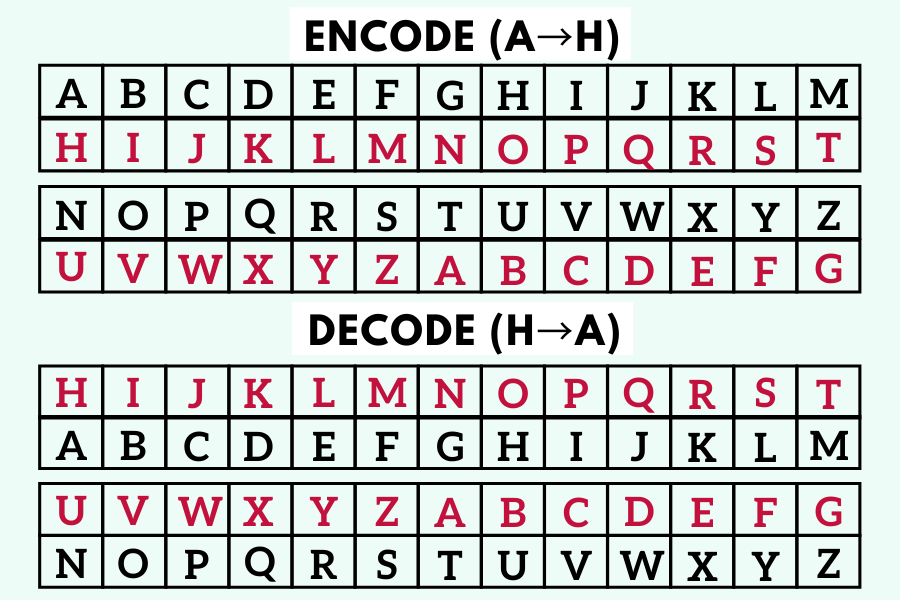 ENCODE (A→H)
A B C D E F G H I J K L M
H I J K L M N O P Q R S T
N O P Q R S T U V W X Y Z
U V W X Y Z A B C D E F G
DECODE (H→A)
H I J K L M N O P Q R S T
A B C D E F G H I J K L M
U V W X Y Z A B C D E F G
N O P Q R S T U V W X Y Z